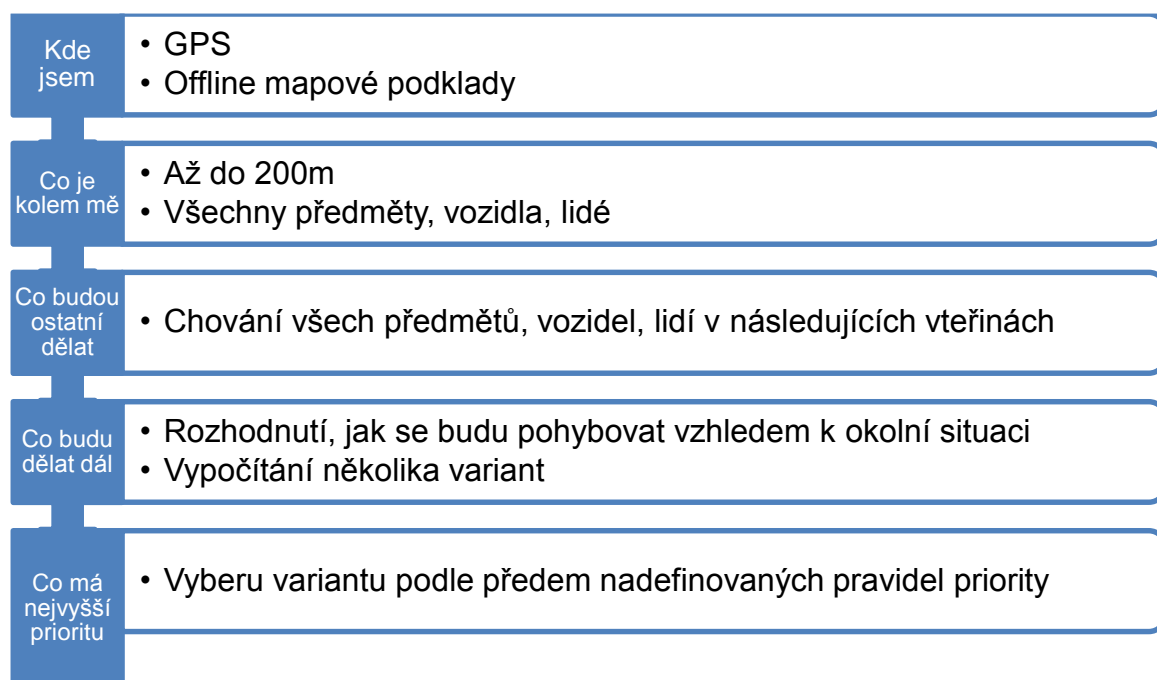 Kde
jsem
• GPS
• Offline mapové podklady
Co je
kolem mě
• Až do 200m
• Všechny předměty, vozidla, lidé
Co budou
ostatní
dělat
• Chování všech předmětů, vozidel, lidí v následujících vteřinách
Co budu
dělat dál
• Rozhodnutí, jak se budu pohybovat vzhledem k okolní situaci
• Vypočítání několika variant
Co má
nejvyšší
prioritu
• Vyberu variantu podle předem nadefinovaných pravidel priority